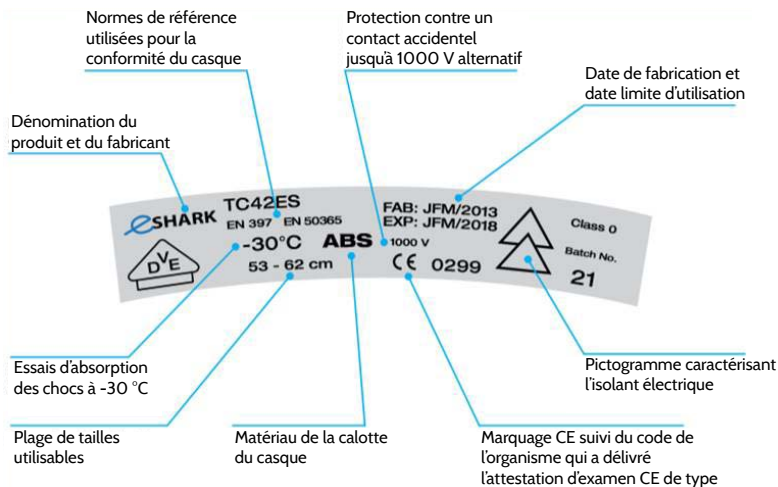 Normes de référence
utilisées pour la
conformité du casque
Protection contre un
contact accidentel
jusqu'à 1000 V alternatif
Date de fabrication et
date limite d'utilisation
Dénomination du
produit et du fabricant
eSHARK
TC42ES
EN 397 EN 50365
-30°C ABS
53 - 62 cm
DVE
FAB: JFM/2013
EXP: JFM/2018
1000 V
CE 0299
Class 0
Batch No.
21
Essais d'absorption
des chocs à -30 °C
Pictogramme caractérisant
l'isolant électrique
Plage de tailles
utilisables
Matériau de la calotte
du casque
Marquage CE suivi du code de
l'organisme qui a délivré
l'attestation d'examen CE de type